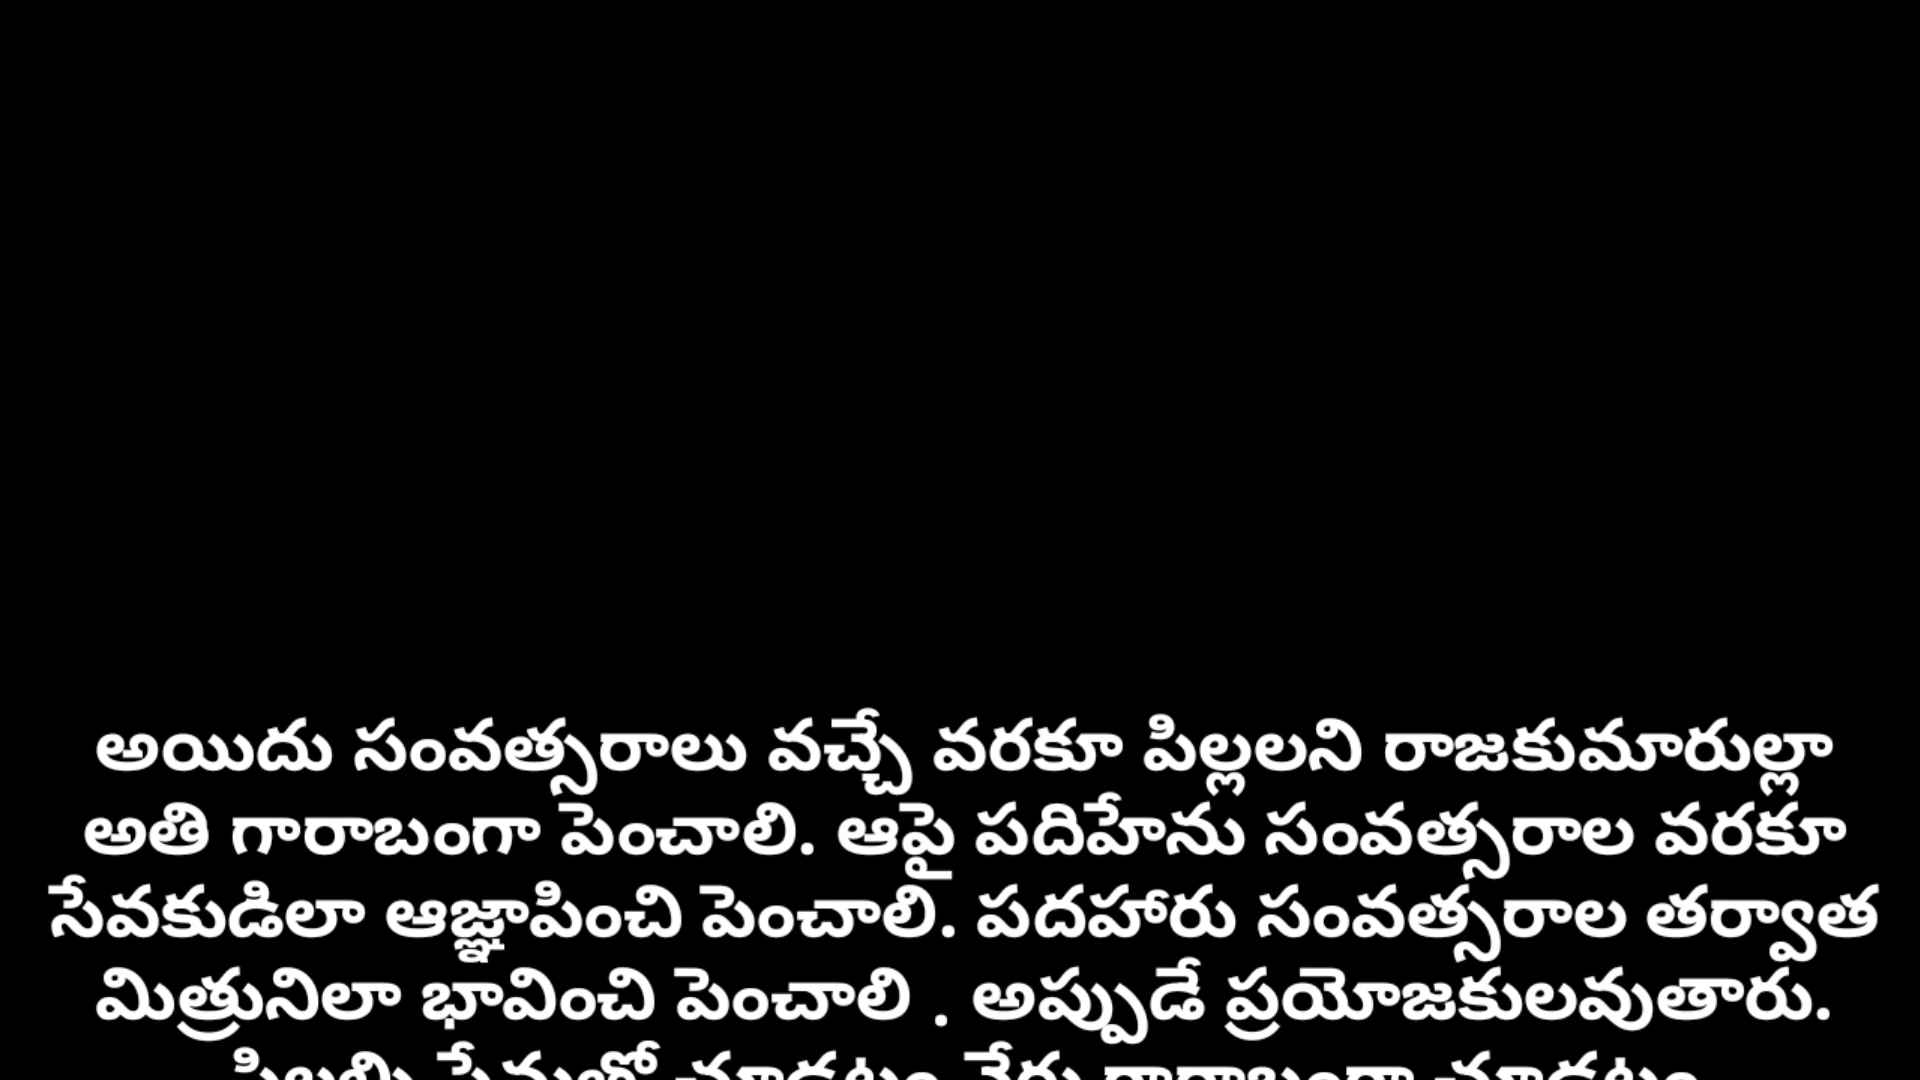 అయిదు సంవత్సరాలు వచ్చే వరకూ పిల్లలని రాజకుమారుల్లా
అతి గారాబంగా పెంచాలి. ఆపై పదిహేను సంవత్సరాల వరకూ
సేవకుడిలా ఆజ్ఞాపించి పెంచాలి. పదహారు సంవత్సరాల తర్వాత
మిత్రునిలా భావించి పెంచాలి . అప్పుడే ప్రయోజకులవుతారు.